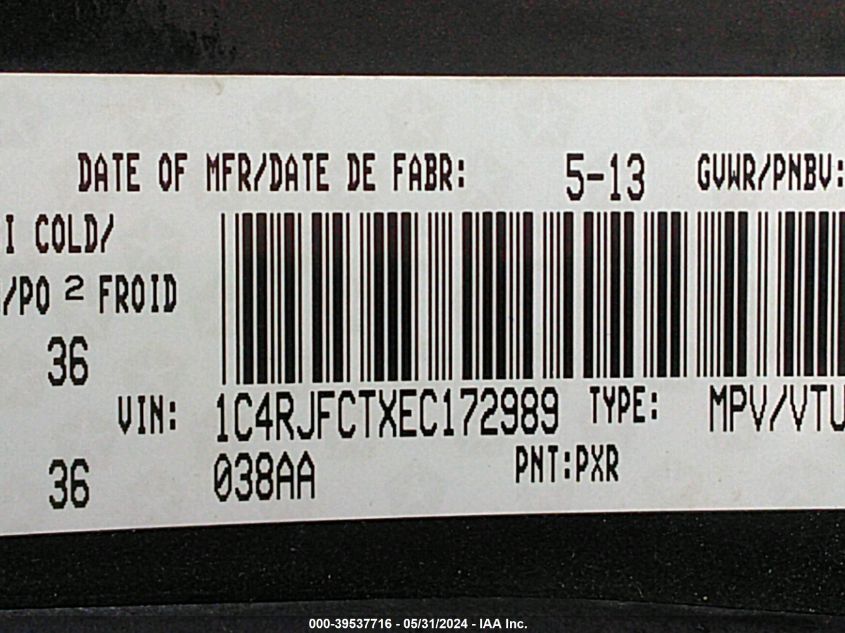 DATE OF MFR/DATE DE FABR: 5-13 GVWR/PNBV:
I COLD/
/PO 2 FROID
36
VIN: 1C4RJFCTXEC172989 TYPE: MPV/VTU
36 038AA PNT:PXR
000-39537716 - 05/31/2024 - IAA Inc.